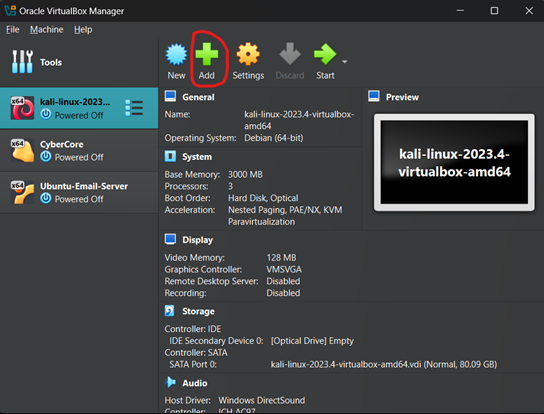 Oracle VirtualBox Manager
File Machine Help
Tools
New Add Settings Discard Start
x64 kali-linux-2023....
Powered Off
x64 CyberCore
Powered Off
x64 Ubuntu-Email-Server
Powered Off
General
Name: kali-linux-2023.4-virtualbox-
amd64
Operating System: Debian (64-bit)
Preview
kali-linux-2023.4-
virtualbox-amd64
System
Base Memory: 3000 MB
Processors: 3
Boot Order: Hard Disk, Optical
Acceleration: Nested Paging, PAE/NX, KVM
Paravirtualization
Display
Video Memory: 128 MB
Graphics Controller: VMSVGA
Remote Desktop Server: Disabled
Recording: Disabled
Storage
Controller: IDE
IDE Secondary Device 0: [Optical Drive] Empty
Controller: SATA
SATA Port 0: kali-linux-2023.4-virtualbox-amd64.vdi (Normal, 80.09 GB)
Audio
Host Driver: Windows DirectSound
Controller: ICH AC97